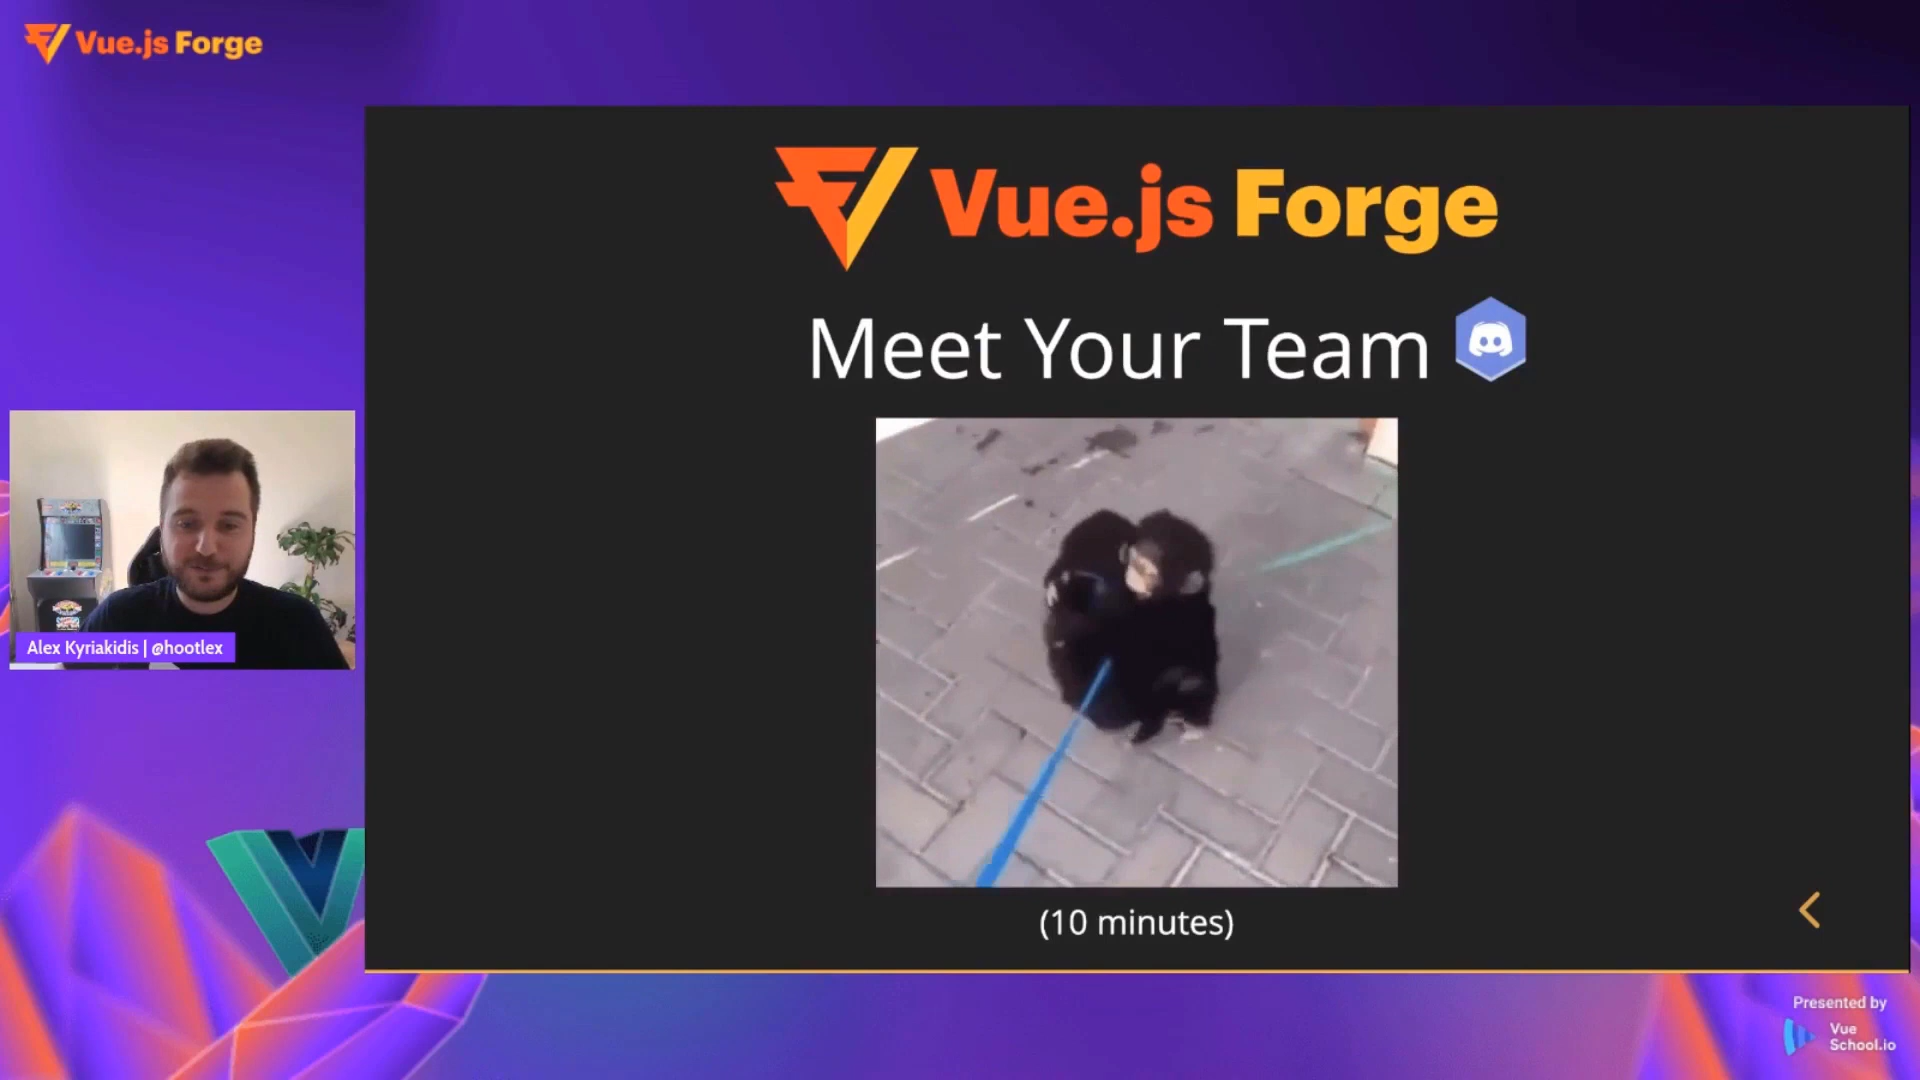 Vue.js Forge
Vue.js Forge
Meet Your Team
Alex Kyriakidis | @hootlex
(10 minutes)
Presented by
Vue
School.io